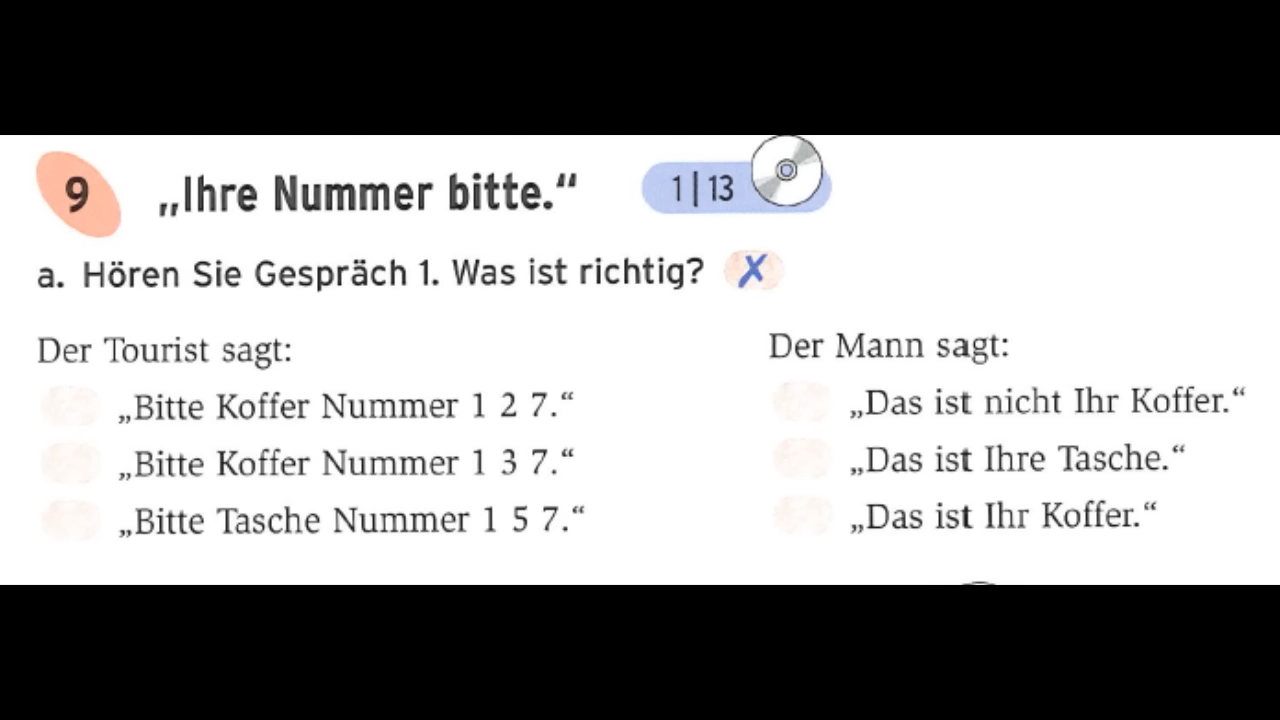 9 „Ihre Nummer bitte.“ 1|13
a. Hören Sie Gespräch 1. Was ist richtig? X
Der Tourist sagt:
„Bitte Koffer Nummer 1 2 7.“
„Bitte Koffer Nummer 1 3 7.“
„Bitte Tasche Nummer 1 5 7.“
Der Mann sagt:
„Das ist nicht Ihr Koffer.“
„Das ist Ihre Tasche.“
„Das ist Ihr Koffer.“